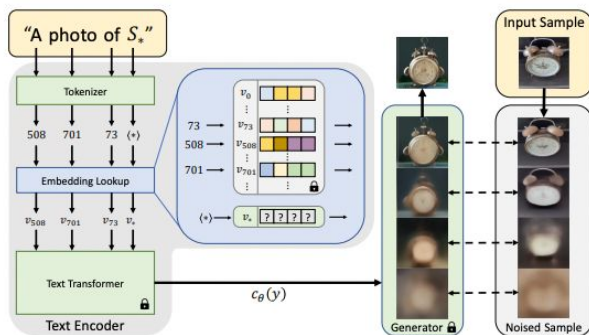 "A photo of S*"
Input Sample
Tokenizer
508 701 73 ⟨*⟩
Embedding Lookup
v508 v701 v73 v*
Text Transformer
Text Encoder
v0
⋮ ⋮
73 v73
508 v508
⋮ ⋮
701 v701
⋮ ⋮
⟨*⟩ v* ? ? ? ?
cθ(y)
Generator
Noised Sample